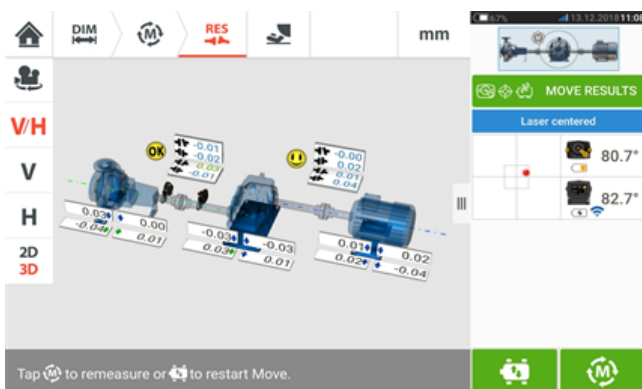 67% 13.12.2018 11:08
DIM
M
RES
mm
MOVE RESULTS
V/H
V
H
2D
3D
Laser centered
80.7°
82.7°
OK
-0.01
-0.02
0.03
-0.01
-0.00
0.02
0.01
0.04
0.03 0.00
-0.04 0.01
-0.03 -0.03
0.03 0.01
0.01 0.02
0.02 -0.04
Tap M to remeasure or to restart Move.
M